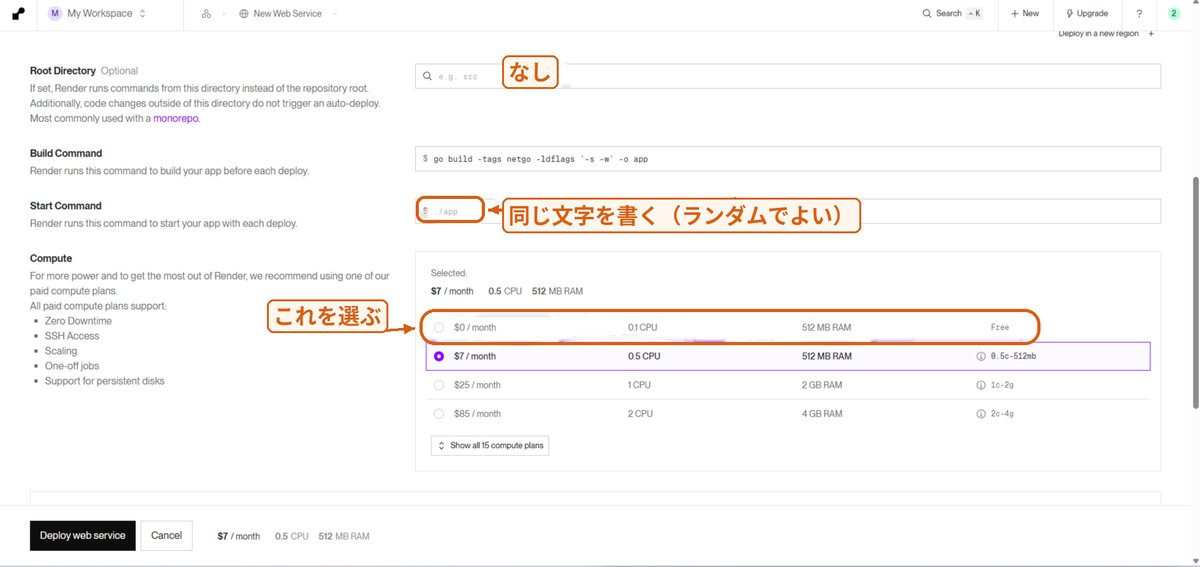 M My Workspace
New Web Service
Search
^ K
+ New
Upgrade
?
2
Deploy in a new region +
Root Directory Optional
If set, Render runs commands from this directory instead of the repository root.
Additionally, code changes outside of this directory do not trigger an auto-deploy.
Most commonly used with a monorepo.
e.g. src
なし
Build Command
Render runs this command to build your app before each deploy.
$ go build -tags netgo -ldflags '-s -w' -o app
Start Command
Render runs this command to start your app with each deploy.
$ ./app
同じ文字を書く（ランダムでよい）
Compute
For more power and to get the most out of Render, we recommend using one of our
paid compute plans.
All paid compute plans support:
Zero Downtime
SSH Access
Scaling
One-off jobs
Support for persistent disks
これを選ぶ
Selected:
$7 / month 0.5 CPU 512 MB RAM
$0 / month 0.1 CPU 512 MB RAM Free
$7 / month 0.5 CPU 512 MB RAM 0.5c-512mb
$25 / month 1 CPU 2 GB RAM 1c-2g
$85 / month 2 CPU 4 GB RAM 2c-4g
Show all 15 compute plans
Deploy web service
Cancel
$7 / month 0.5 CPU 512 MB RAM